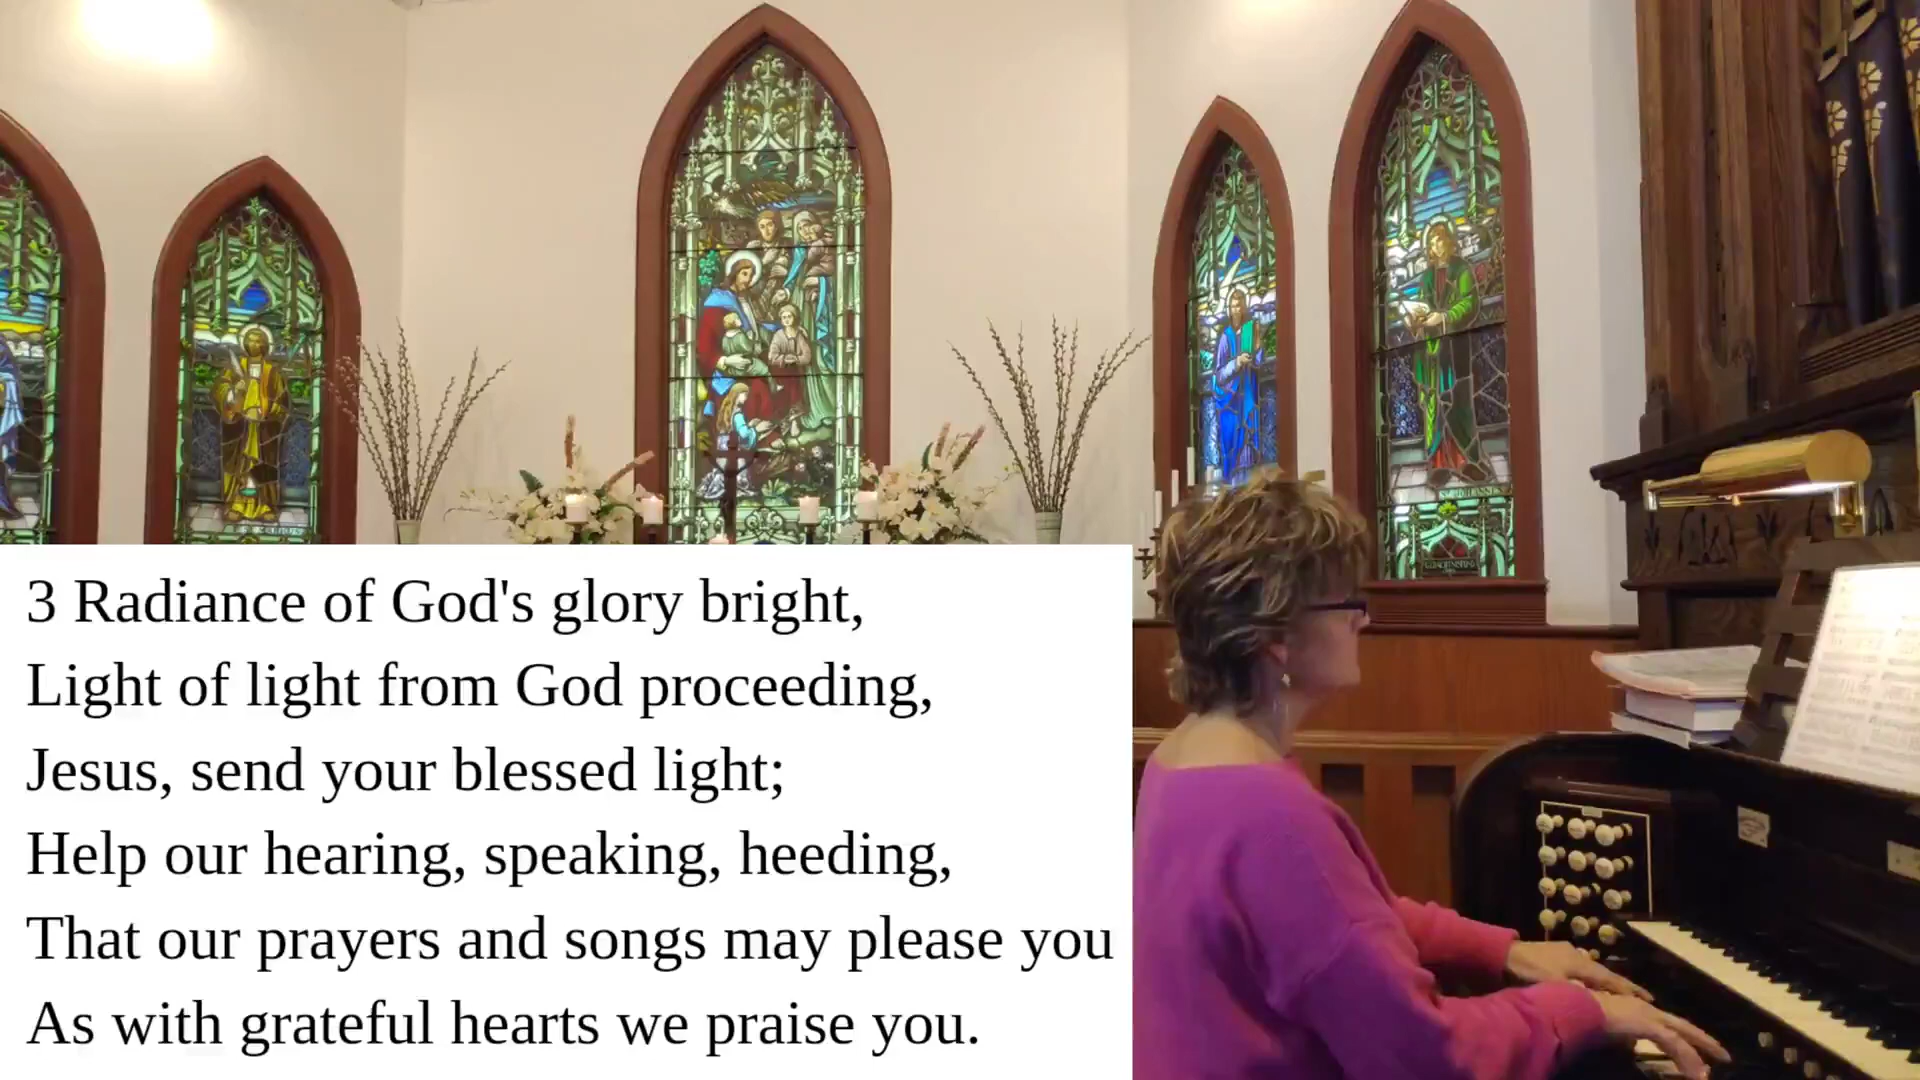 3 Radiance of God's glory bright,
Light of light from God proceeding,
Jesus, send your blessed light;
Help our hearing, speaking, heeding,
That our prayers and songs may please you
As with grateful hearts we praise you.